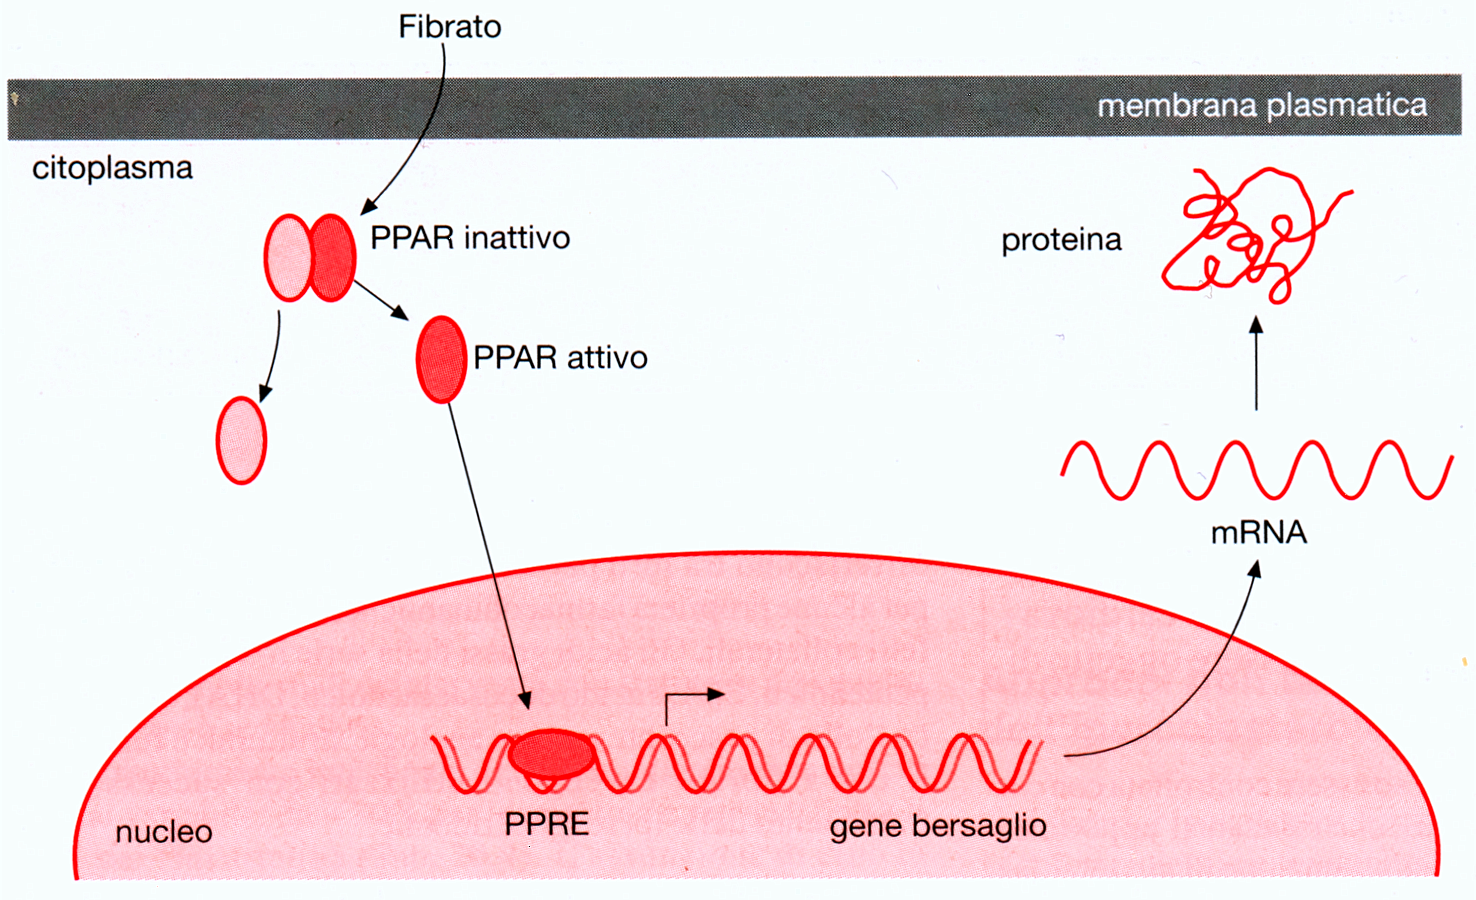 Fibrato
membrana plasmatica
citoplasma
PPAR inattivo
proteina
PPAR attivo
mRNA
PPRE
gene bersaglio
nucleo